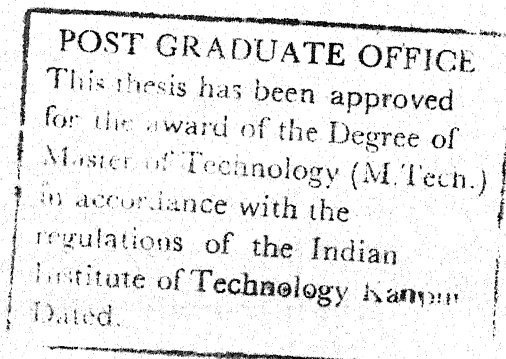 POST GRADUATE OFFICE
This thesis has been approved
for the award of the Degree of
Master of Technology (M.Tech.)
in accordance with the
regulations of the Indian
Institute of Technology Kanpur
Dated.